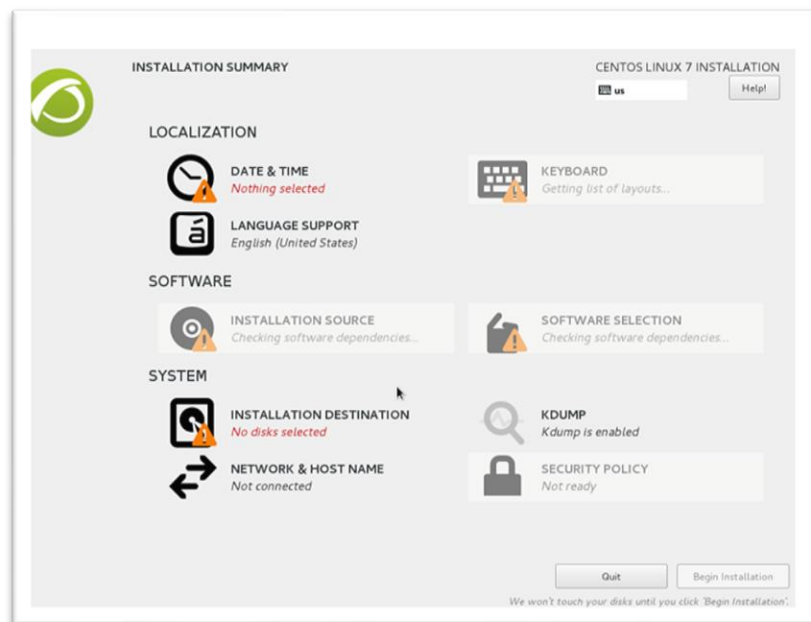 INSTALLATION SUMMARY
CENTOS LINUX 7 INSTALLATION
us
Help!
LOCALIZATION
DATE & TIME
Nothing selected
KEYBOARD
Getting list of layouts...
LANGUAGE SUPPORT
English (United States)
SOFTWARE
INSTALLATION SOURCE
Checking software dependencies...
SOFTWARE SELECTION
Checking software dependencies...
SYSTEM
INSTALLATION DESTINATION
No disks selected
KDUMP
Kdump is enabled
NETWORK & HOST NAME
Not connected
SECURITY POLICY
Not ready
Quit
Begin Installation
We won't touch your disks until you click 'Begin Installation'.